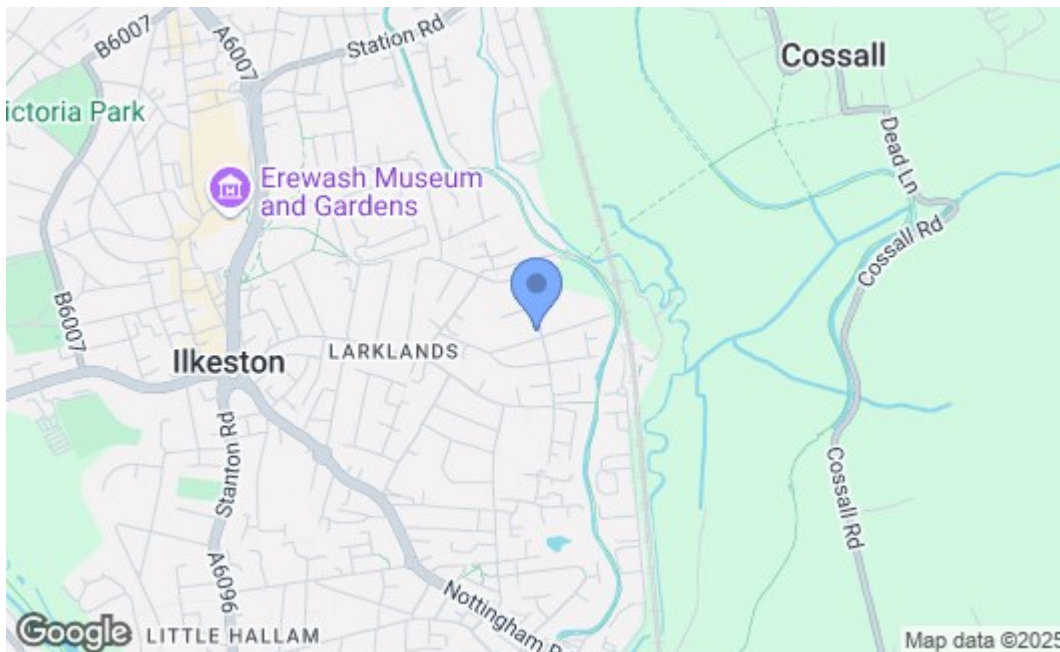 B6007
A6007
Station Rd
Cossall
ictoria Park
Dead Ln
Erewash Museum
and Gardens
Cossall Rd
B6007
LARKLANDS
Ilkeston
Stanton Rd
Cossall Rd
A6096
Nottingham R
Google
LITTLE HALLAM
Map data ©2025